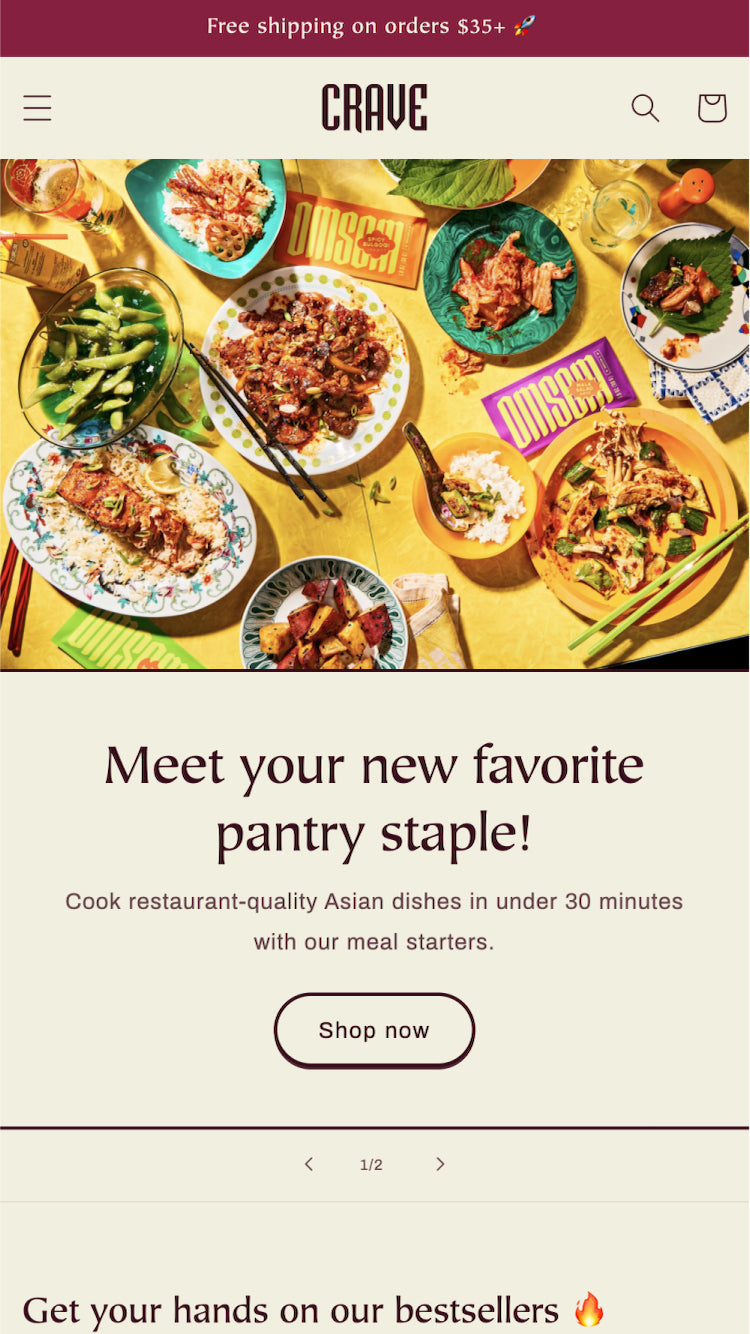 Free shipping on orders $35+ 🚀
CRAVE
OMSOM
SPICY
BULGOGI
OMSOM
OMSOM
Meet your new favorite
pantry staple!
Cook restaurant-quality Asian dishes in under 30 minutes
with our meal starters.
Shop now
1/2
Get your hands on our bestsellers 🔥